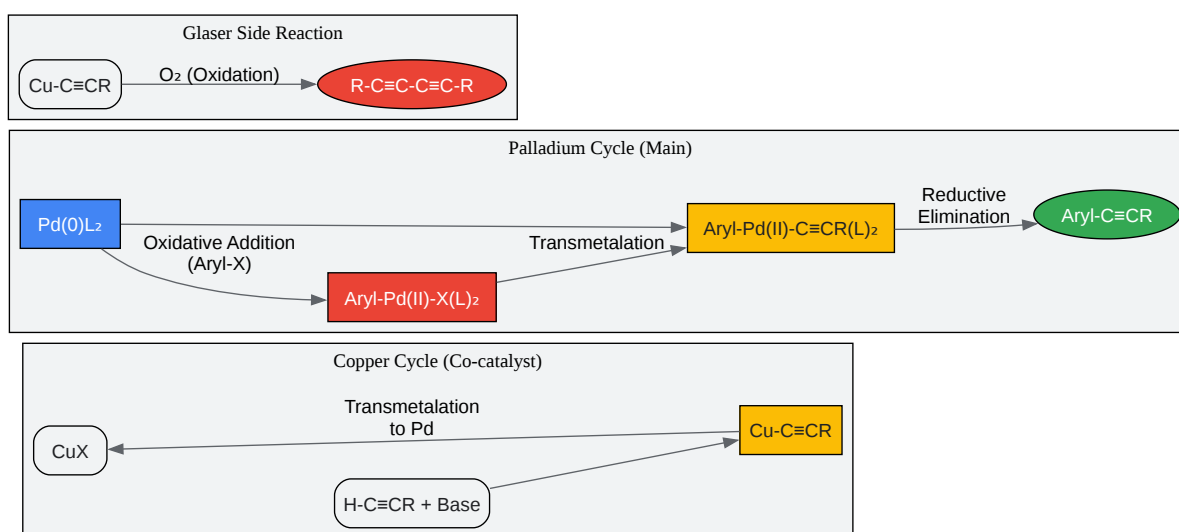 Glaser Side Reaction
Cu-C≡CR
O₂ (Oxidation)
R-C≡C-C≡C-R
Palladium Cycle (Main)
Pd(0)L₂
Oxidative Addition
(Aryl-X)
Aryl-Pd(II)-X(L)₂
Transmetalation
Aryl-Pd(II)-C≡CR(L)₂
Reductive
Elimination
Aryl-C≡CR
Copper Cycle (Co-catalyst)
CuX
Transmetalation
to Pd
H-C≡CR + Base
Cu-C≡CR